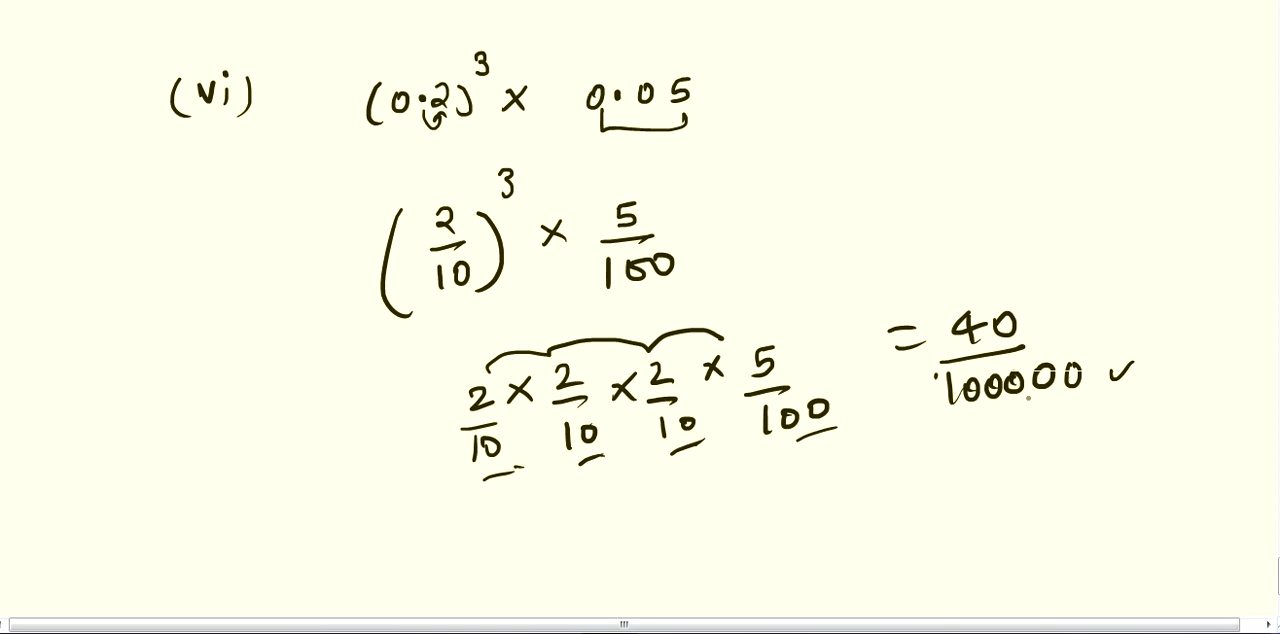 (vi) (0.2)³ × 0.05
(2/10)³ × 5/100
2/10 × 2/10 × 2/10 × 5/100 = 40/100000 ✓